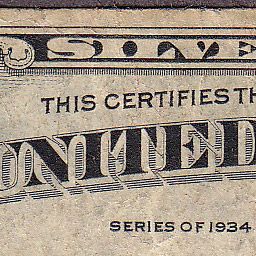 SILVE
THIS CERTIFIES TH
UNITED
SERIES OF 1934